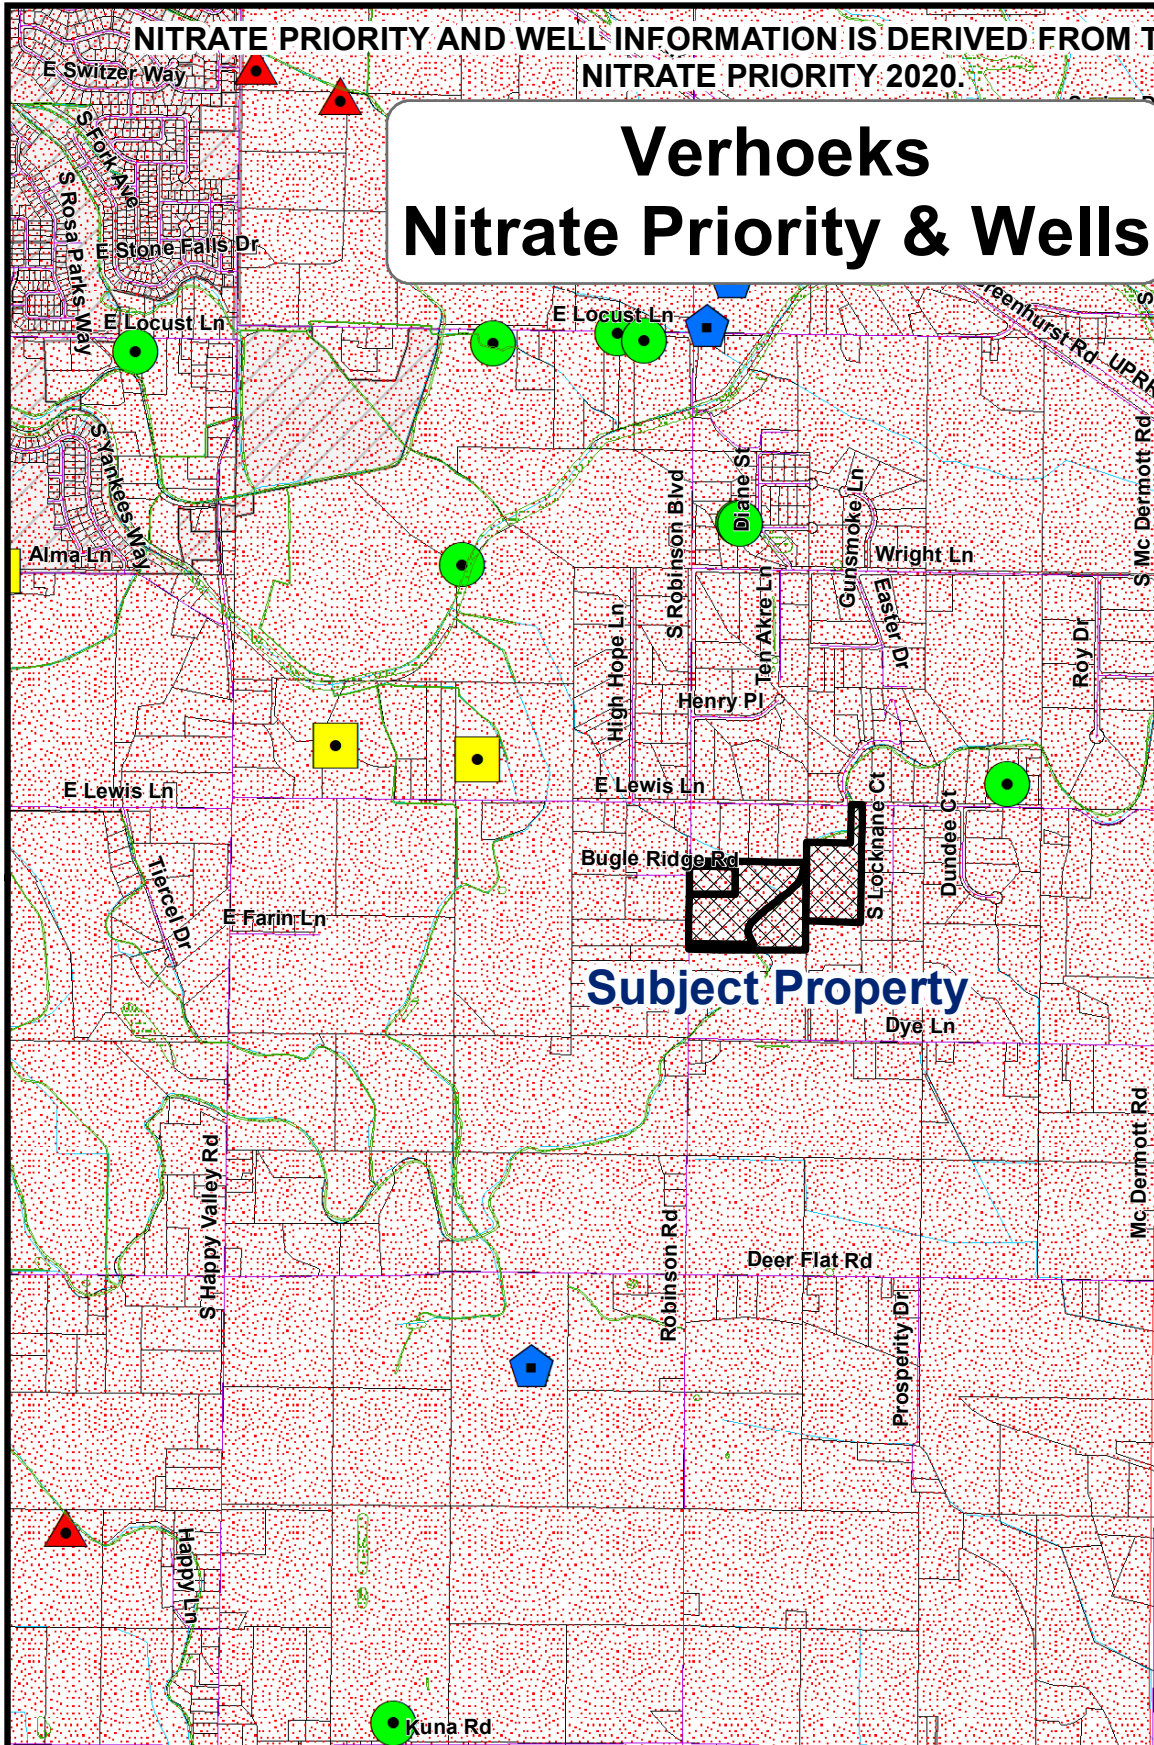 NITRATE PRIORITY AND WELL INFORMATION IS DERIVED FROM T
NITRATE PRIORITY 2020.
Verhoeks
Nitrate Priority & Wells
E Switzer Way
S Fork Ave
S Rosa Parks Way
E Stone Falls Dr
E Locust Ln
E Locust Ln
Greenhurst Rd
UPRR
S
S Yankees Way
Alma Ln
S Robinson Blvd
Diane St
Gunsmoke Ln
Wright Ln
S Mc Dermott Rd
High Hope Ln
Ten Akre Ln
Easter Dr
Roy Dr
Henry Pl
E Lewis Ln
E Lewis Ln
S Locknane Ct
Dundee Ct
Bugle Ridge Rd
Tiercel Dr
E Farin Ln
Subject Property
Dye Ln
S Happy Valley Rd
Mc Dermott Rd
Robinson Rd
Deer Flat Rd
Prosperity Dr
Happy Ln
Kuna Rd